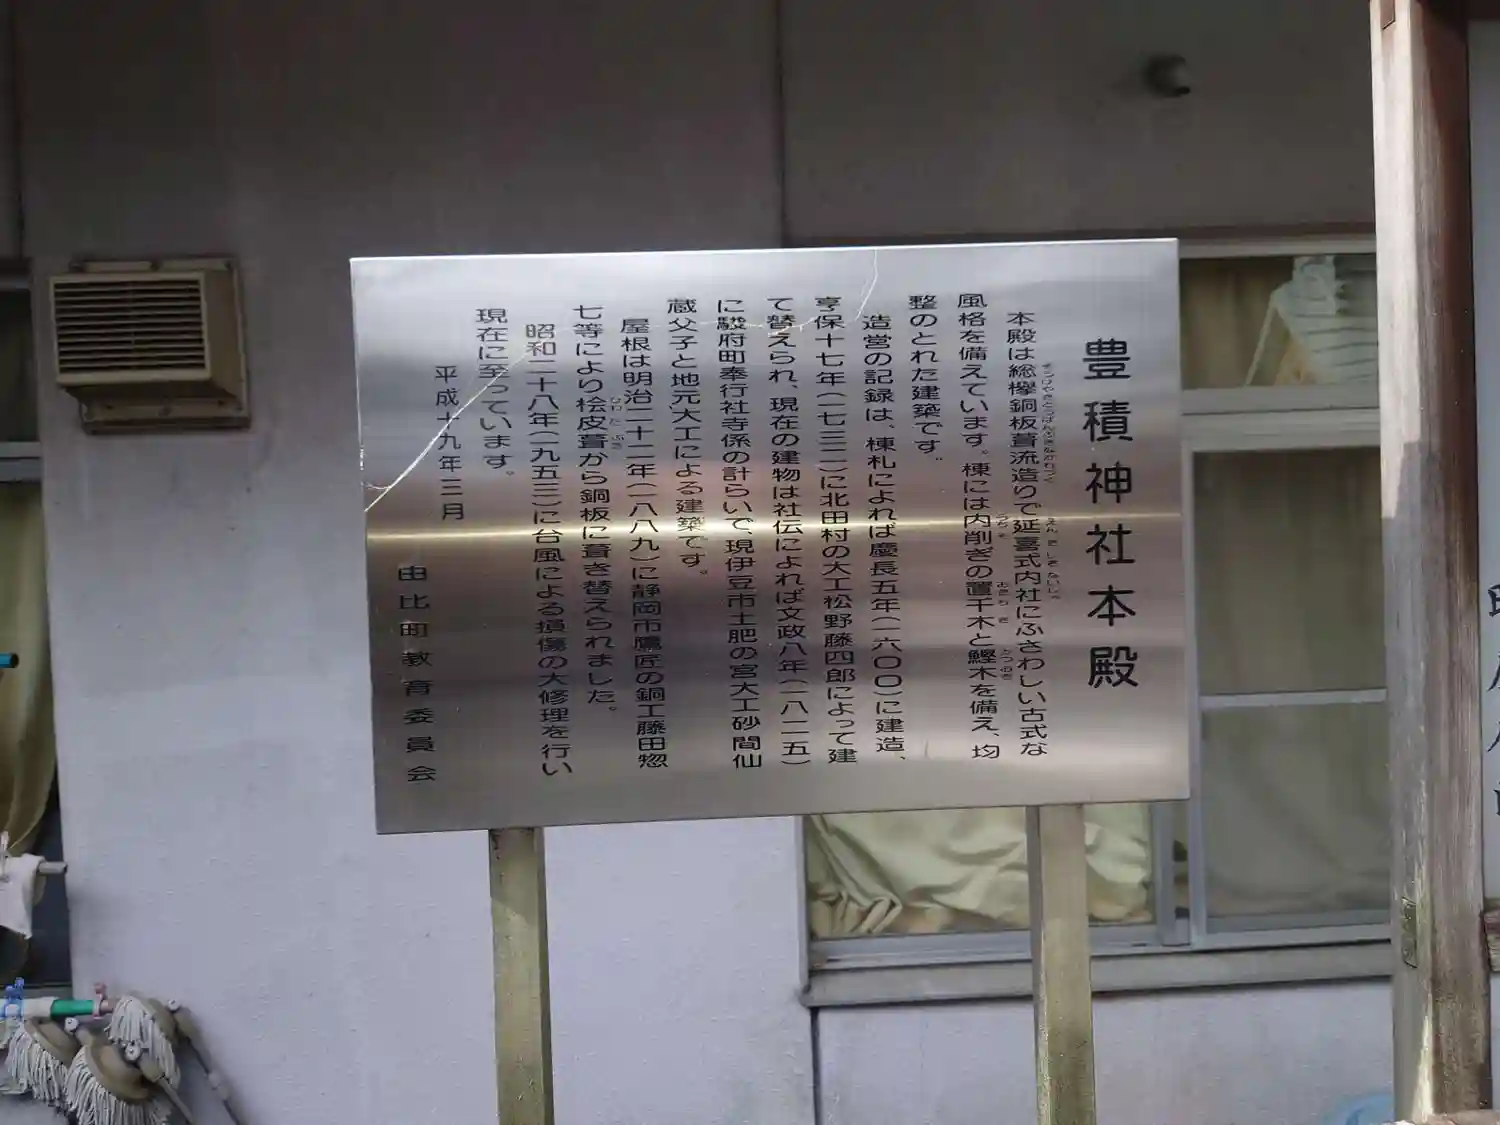 豊積神社本殿
本殿は総欅銅板葺流造りで延喜式内社にふさわしい古式な
風格を備えています。棟には内削ぎの置千木と鰹木を備え、均
整のとれた建築です。
造営の記録は、棟札によれば慶長五年(一六〇〇)に建造、
享保十七年(一七三二)に北田村の大工松野藤四郎によって建
て替えられ、現在の建物は社伝によれば文政八年(一八二五)
に駿府町奉行社寺係の計らいで、現伊豆市土肥の宮大工砂間仙
蔵父子と地元大工による建築です。
屋根は明治二十二年(一八八九)に静岡市鷹匠の銅工藤田惣
七等により桧皮葺から銅板に葺き替えられました。
昭和二十八年(一九五三)に台風による損傷の大修理を行い
現在に至っています。
平成十九年三月
由比町教育委員会